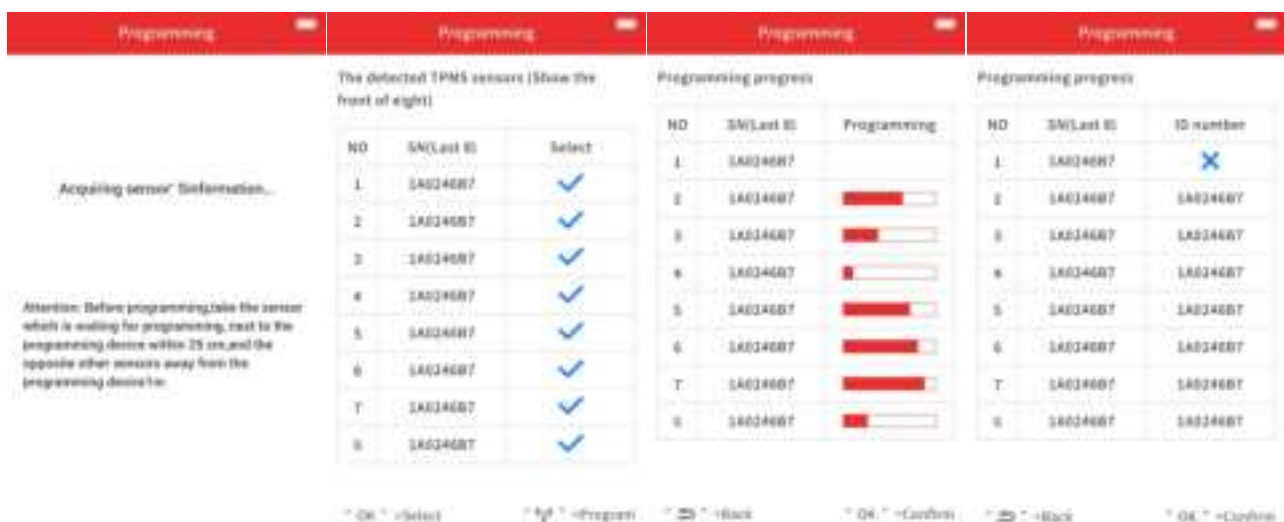 Programming
Acquiring sensor' Sinformation...
Attention: Before programming,take the sensor
which is waiting for programming, next to the
programming device within 25 cm,and the
opposite other sensors away from the
programming device1m.
Programming
The detected TPMS sensors (Show the
front of eight)
NO SN(Last 8) Select
1 1A0246B7
2 1A0246B7
3 1A0246B7
4 1A0246B7
5 1A0246B7
6 1A0246B7
7 1A0246B7
8 1A0246B7
" OK " =Select " " =Program
Programming
Programming progress
NO SN(Last 8) Programming
1 1A0246B7
2 1A0246B7
3 1A0246B7
4 1A0246B7
5 1A0246B7
6 1A0246B7
7 1A0246B7
8 1A0246B7
" " =Back " OK " =Confirm
Programming
Programming progress
NO SN(Last 8) ID number
1 1A0246B7
2 1A0246B7 1A0246B7
3 1A0246B7 1A0246B7
4 1A0246B7 1A0246B7
5 1A0246B7 1A0246B7
6 1A0246B7 1A0246B7
7 1A0246B7 1A0246B7
8 1A0246B7 1A0246B7
" " =Back " OK " =Confirm